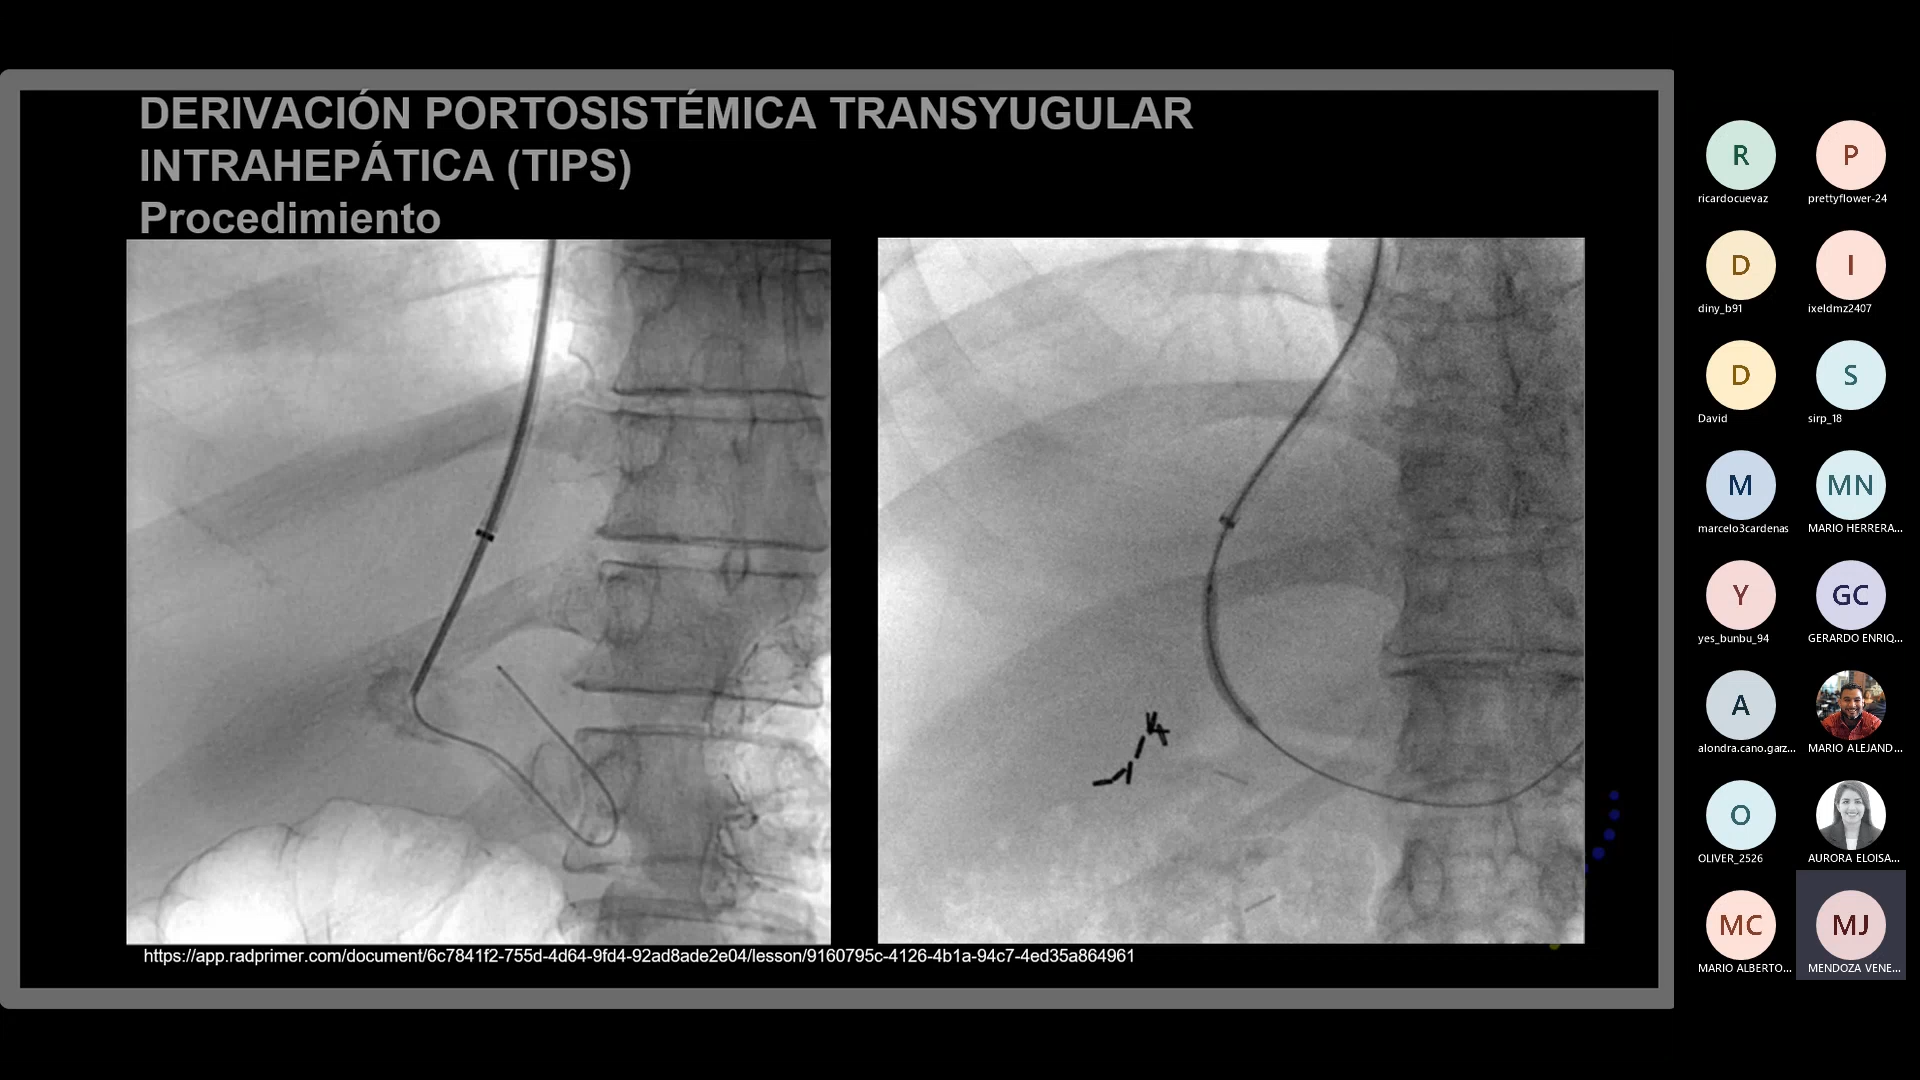 DERIVACIÓN PORTOSISTÉMICA TRANSYUGULAR
INTRAHEPÁTICA (TIPS)
Procedimiento
https://app.radprimer.com/document/6c7841f2-755d-4d64-9fd4-92ad8ade2e04/lesson/9160795c-4126-4b1a-94c7-4ed35a864961
R
P
ricardocuevaz
prettyflower-24
D
I
diny_b91
ixeldmz2407
D
S
David
sirp_18
M
MN
marcelo3cardenas
MARIO HERRERA...
Y
GC
yes_bunbu_94
GERARDO ENRIQ...
A
alondra.cano.garz...
MARIO ALEJAND...
O
OLIVER_2526
AURORA ELOISA...
MC
MJ
MARIO ALBERTO...
MENDOZA VENE...